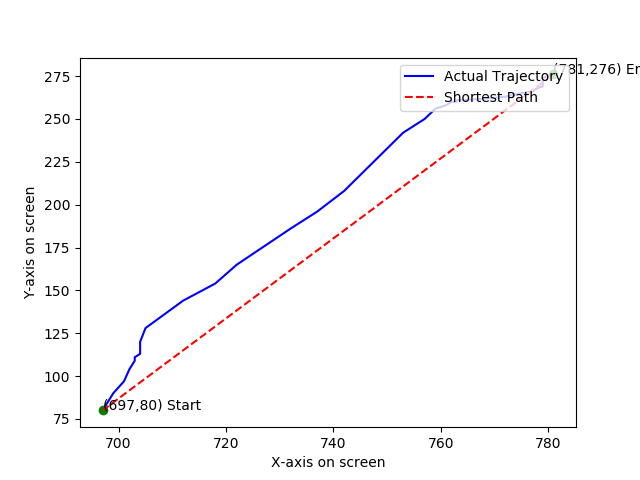 (781,276) En
Actual Trajectory
Shortest Path
275
250
225
200
175
150
125
100
75
Y-axis on screen
(697,80) Start
700
720
740
760
780
X-axis on screen